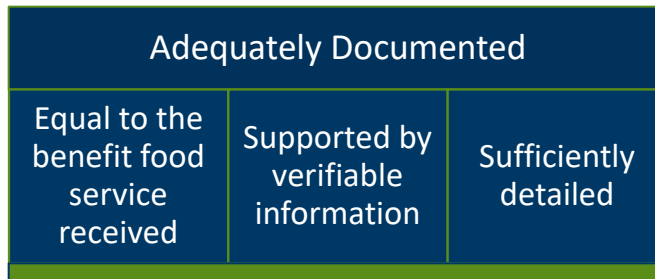 Adequately Documented
Equal to the
benefit food
service
received
Supported by
verifiable
information
Sufficiently
detailed